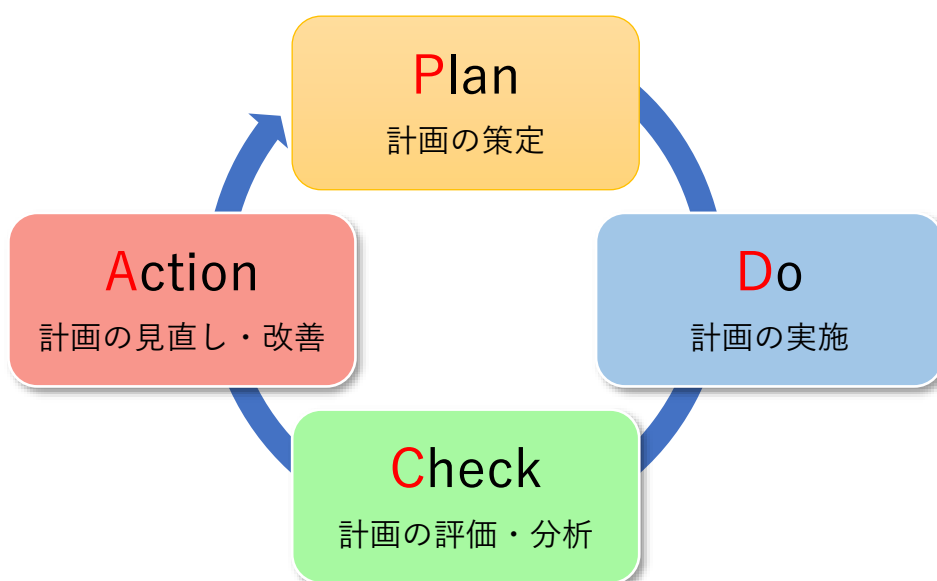 Plan
計画の策定
Do
計画の実施
Check
計画の評価・分析
Action
計画の見直し・改善